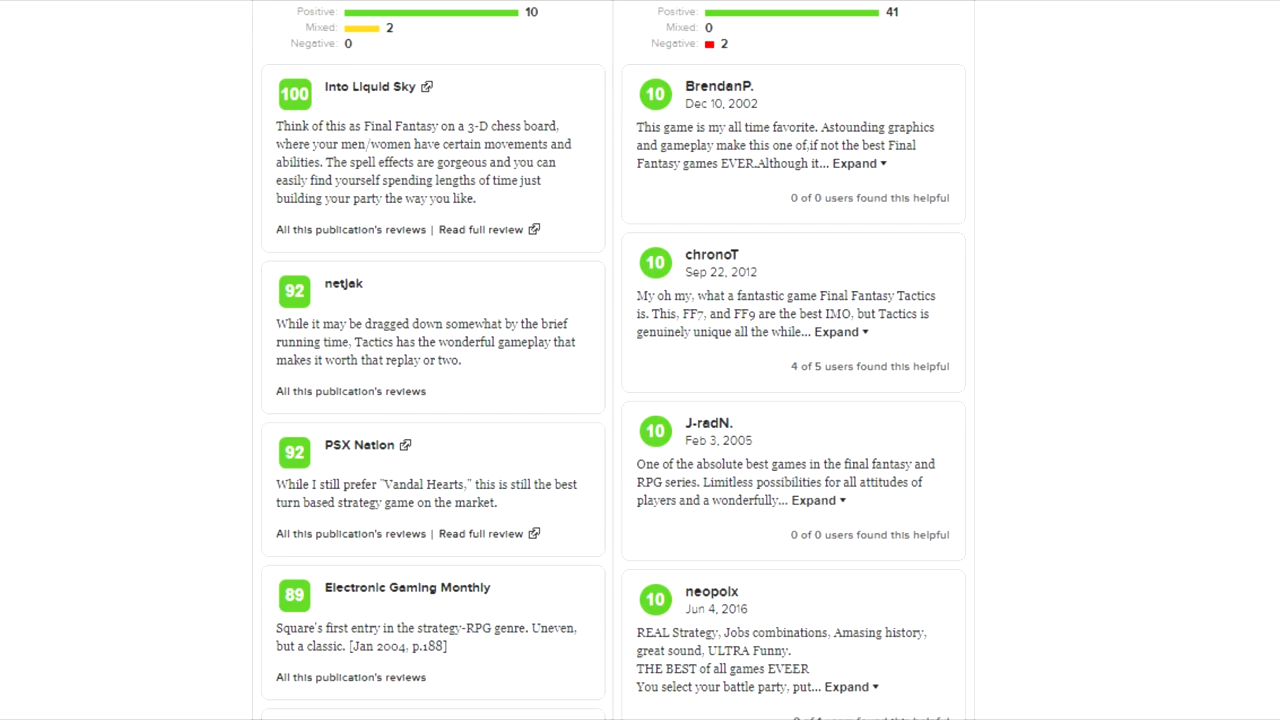 Positive: 10
Mixed: 2
Negative: 0
100 Into Liquid Sky
Think of this as Final Fantasy on a 3-D chess board,
where your men/women have certain movements and
abilities. The spell effects are gorgeous and you can
easily find yourself spending lengths of time just
building your party the way you like.
All this publication's reviews | Read full review
92 netjak
While it may be dragged down somewhat by the brief
running time, Tactics has the wonderful gameplay that
makes it worth that replay or two.
All this publication's reviews
92 PSX Nation
While I still prefer "Vandal Hearts," this is still the best
turn based strategy game on the market.
All this publication's reviews | Read full review
89 Electronic Gaming Monthly
Square's first entry in the strategy-RPG genre. Uneven,
but a classic. [Jan 2004, p.188]
All this publication's reviews
Positive: 41
Mixed: 0
Negative: 2
10 BrendanP.
Dec 10, 2002
This game is my all time favorite. Astounding graphics
and gameplay make this one of,if not the best Final
Fantasy games EVER.Although it... Expand
0 of 0 users found this helpful
10 chronoT
Sep 22, 2012
My oh my, what a fantastic game Final Fantasy Tactics
is. This, FF7, and FF9 are the best IMO, but Tactics is
genuinely unique all the while... Expand
4 of 5 users found this helpful
10 J-radN.
Feb 3, 2005
One of the absolute best games in the final fantasy and
RPG series. Limitless possibilities for all attitudes of
players and a wonderfully... Expand
0 of 0 users found this helpful
10 neopolx
Jun 4, 2016
REAL Strategy, Jobs combinations, Amasing history,
great sound, ULTRA Funny.
THE BEST of all games EVEER
You select your battle party, put... Expand